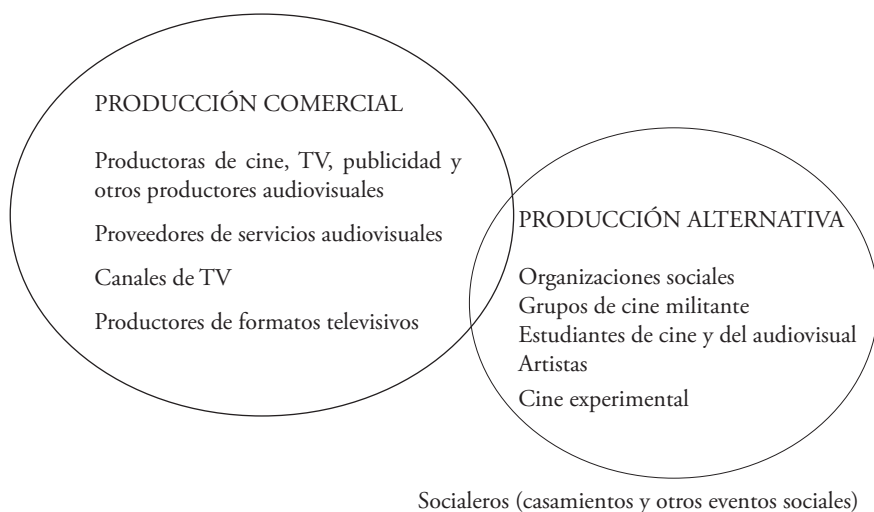 PRODUCCIÓN COMERCIAL
Productoras de cine, TV, publicidad y
otros productores audiovisuales
Proveedores de servicios audiovisuales
Canales de TV
Productores de formatos televisivos
PRODUCCIÓN ALTERNATIVA
Organizaciones sociales
Grupos de cine militante
Estudiantes de cine y del audiovisual
Artistas
Cine experimental
Socialeros (casamientos y otros eventos sociales)